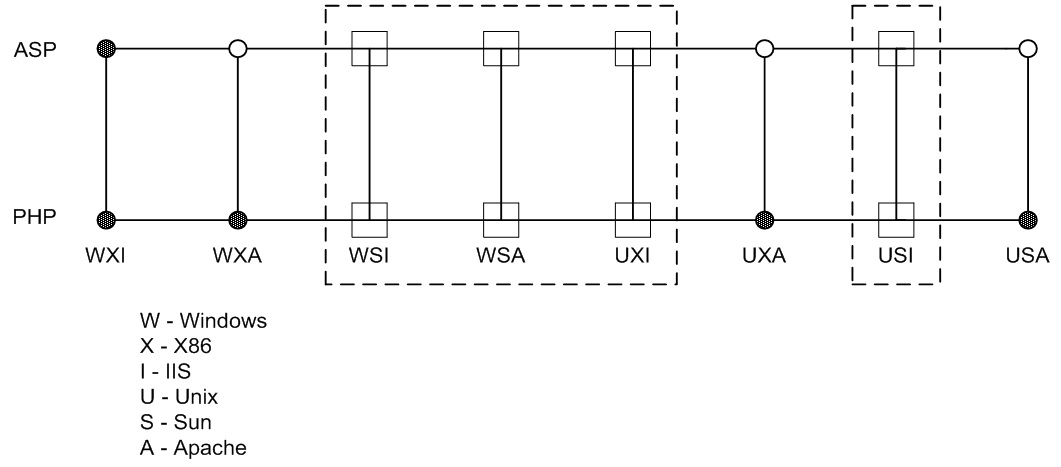 ASP
PHP
WXI WXA WSI WSA UXI UXA USI USA
W - Windows
X - X86
I - IIS
U - Unix
S - Sun
A - Apache